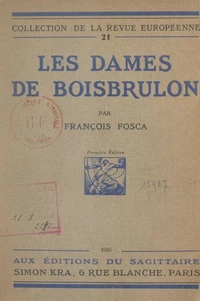 COLLECTION DE LA REVUE EUROPÉENNE
21
LES DAMES
DE BOISBRULON
PAR
FRANÇOIS FOSCA
Première Édition
AUX ÉDITIONS DU SAGITTAIRE
SIMON KRA, 6 RUE BLANCHE, PARIS